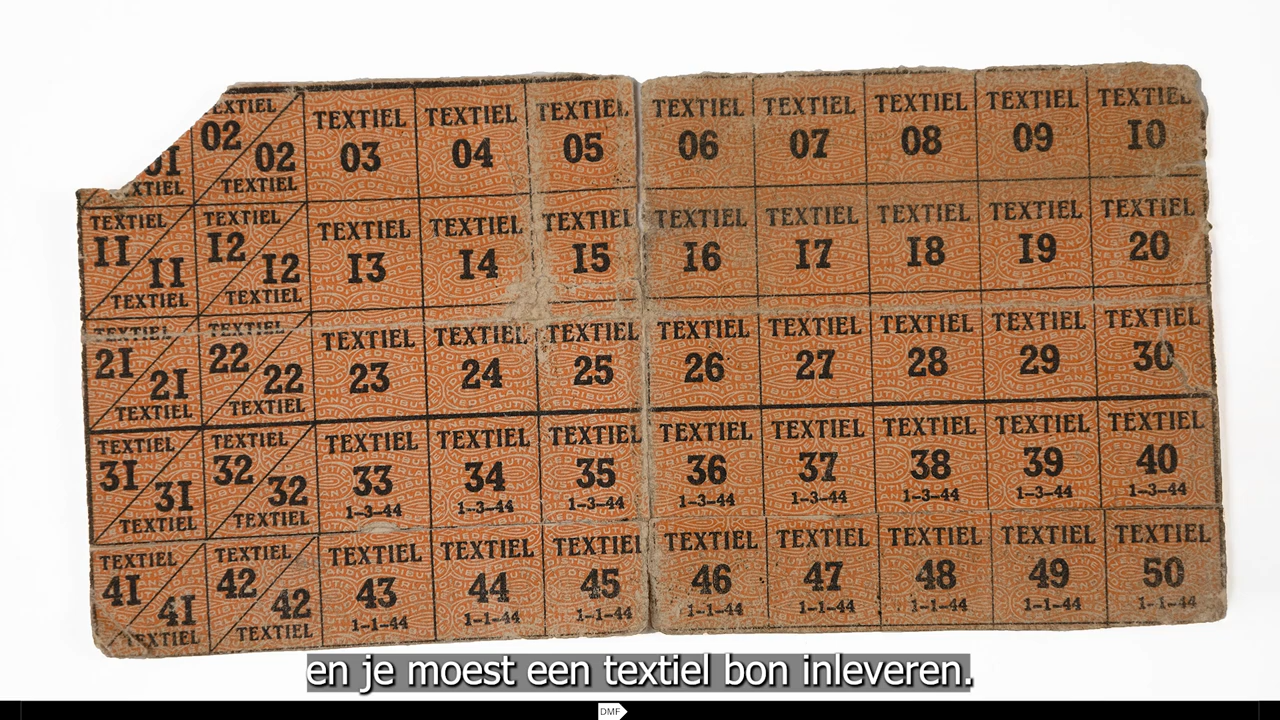 TEXTIEL TEXTIEL TEXTIEL TEXTIEL TEXTIEL TEXTIEL TEXTIEL TEXTIEL TEXTIEL
02 03 04 05 06 07 08 09 10
01 02
TEXTIEL TEXTIEL
TEXTIEL TEXTIEL TEXTIEL TEXTIEL TEXTIEL TEXTIEL TEXTIEL TEXTIEL TEXTIEL TEXTIEL
11 12 13 14 15 16 17 18 19 20
11 12
TEXTIEL TEXTIEL
TEXTIEL TEXTIEL TEXTIEL TEXTIEL TEXTIEL TEXTIEL TEXTIEL TEXTIEL TEXTIEL TEXTIEL
21 22 23 24 25 26 27 28 29 30
21 22
TEXTIEL TEXTIEL
TEXTIEL TEXTIEL TEXTIEL TEXTIEL TEXTIEL TEXTIEL TEXTIEL TEXTIEL TEXTIEL TEXTIEL
31 32 33 34 35 36 37 38 39 40
31 32 1-3-44 1-3-44 1-3-44 1-3-44 1-3-44 1-3-44 1-3-44 1-3-44
TEXTIEL TEXTIEL
TEXTIEL TEXTIEL TEXTIEL TEXTIEL TEXTIEL TEXTIEL TEXTIEL TEXTIEL TEXTIEL TEXTIEL
41 42 43 44 45 46 47 48 49 50
41 42 1-1-44 1-1-44 1-1-44 1-1-44 1-1-44 1-1-44 1-1-44 1-1-44
TEXTIEL TEXTIEL
en je moest een textiel bon inleveren.
DMF